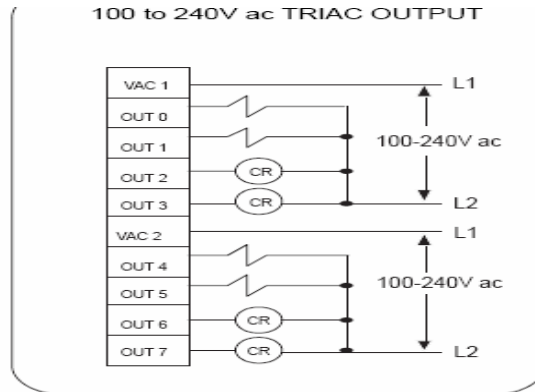 100 to 240V ac TRIAC OUTPUT
VAC 1
L1
OUT 0
OUT 1
100-240V ac
OUT 2
CR
OUT 3
CR
L2
VAC 2
L1
OUT 4
OUT 5
100-240V ac
OUT 6
CR
OUT 7
CR
L2